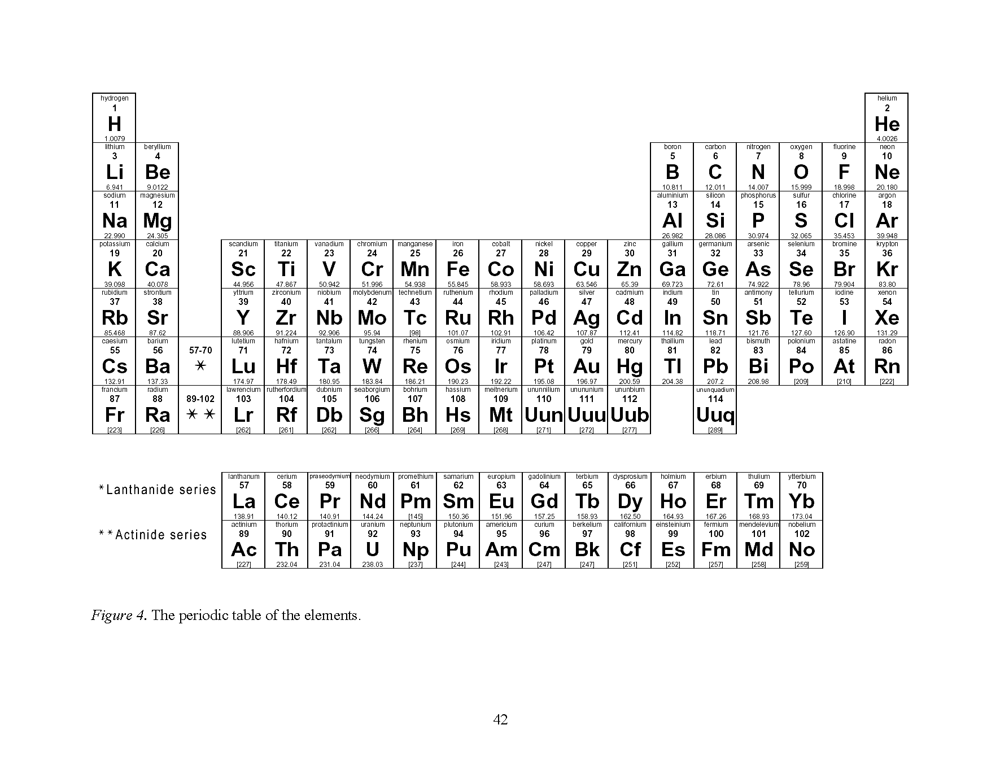 hydrogen helium
1 2
H He
1.0079 4.0026
lithium beryllium boron carbon nitrogen oxygen fluorine neon
3 4 5 6 7 8 9 10
Li Be B C N O F Ne
6.941 9.0122 10.811 12.011 14.007 15.999 18.998 20.180
sodium magnesium aluminium silicon phosphorus sulfur chlorine argon
11 12 13 14 15 16 17 18
Na Mg Al Si P S Cl Ar
22.990 24.305 26.982 28.086 30.974 32.065 35.453 39.948
potassium calcium scandium titanium vanadium chromium manganese iron cobalt nickel copper zinc gallium germanium arsenic selenium bromine krypton
19 20 21 22 23 24 25 26 27 28 29 30 31 32 33 34 35 36
K Ca Sc Ti V Cr Mn Fe Co Ni Cu Zn Ga Ge As Se Br Kr
39.098 40.078 44.956 47.867 50.942 51.996 54.938 55.845 58.933 58.693 63.546 65.39 69.723 72.61 74.922 78.96 79.904 83.80
rubidium strontium yttrium zirconium niobium molybdenum technetium ruthenium rhodium palladium silver cadmium indium tin antimony tellurium iodine xenon
37 38 39 40 41 42 43 44 45 46 47 48 49 50 51 52 53 54
Rb Sr Y Zr Nb Mo Tc Ru Rh Pd Ag Cd In Sn Sb Te I Xe
85.468 87.62 88.906 91.224 92.906 95.94 [98] 101.07 102.91 106.42 107.87 112.41 114.82 118.71 121.76 127.60 126.90 131.29
caesium barium lutetium hafnium tantalum tungsten rhenium osmium iridium platinum gold mercury thallium lead bismuth polonium astatine radon
55 56 57-70 71 72 73 74 75 76 77 78 79 80 81 82 83 84 85 86
Cs Ba * Lu Hf Ta W Re Os Ir Pt Au Hg Tl Pb Bi Po At Rn
132.91 137.33 174.97 178.49 180.95 183.84 186.21 190.23 192.22 195.08 196.97 200.59 204.38 207.2 208.98 [209] [210] [222]
francium radium lawrencium rutherfordium dubnium seaborgium bohrium hassium meitnerium ununnilium unununium ununbium ununquadium
87 88 89-102 103 104 105 106 107 108 109 110 111 112 114
Fr Ra * * Lr Rf Db Sg Bh Hs Mt Uun Uuu Uub Uuq
[223] [226] [262] [261] [262] [266] [264] [269] [268] [271] [272] [277] [289]
lanthanum cerium praseodymium neodymium promethium samarium europium gadolinium terbium dysprosium holmium erbium thulium ytterbium
57 58 59 60 61 62 63 64 65 66 67 68 69 70
*Lanthanide series
La Ce Pr Nd Pm Sm Eu Gd Tb Dy Ho Er Tm Yb
138.91 140.12 140.91 144.24 [145] 150.36 151.96 157.25 158.93 162.50 164.93 167.26 168.93 173.04
actinium thorium protactinium uranium neptunium plutonium americium curium berkelium californium einsteinium fermium mendelevium nobelium
89 90 91 92 93 94 95 96 97 98 99 100 101 102
**Actinide series
Ac Th Pa U Np Pu Am Cm Bk Cf Es Fm Md No
[227] 232.04 231.04 238.03 [237] [244] [243] [247] [247] [251] [252] [257] [258] [259]
Figure 4. The periodic table of the elements.
42